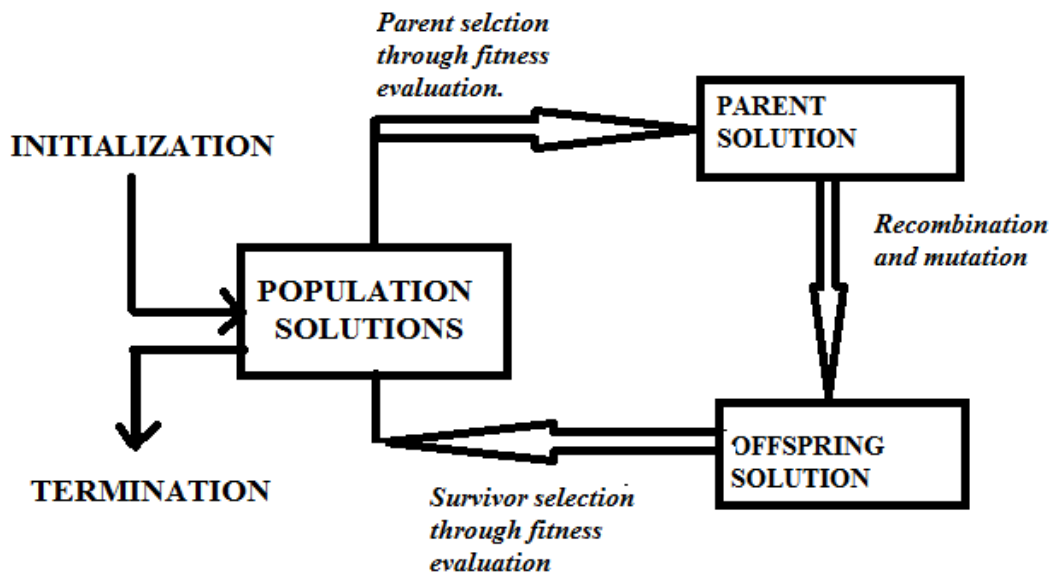 Parent selction
through fitness
evaluation.
PARENT
SOLUTION
INITIALIZATION
Recombination
and mutation
POPULATION
SOLUTIONS
OFFSPRING
SOLUTION
TERMINATION
Survivor selection
through fitness
evaluation